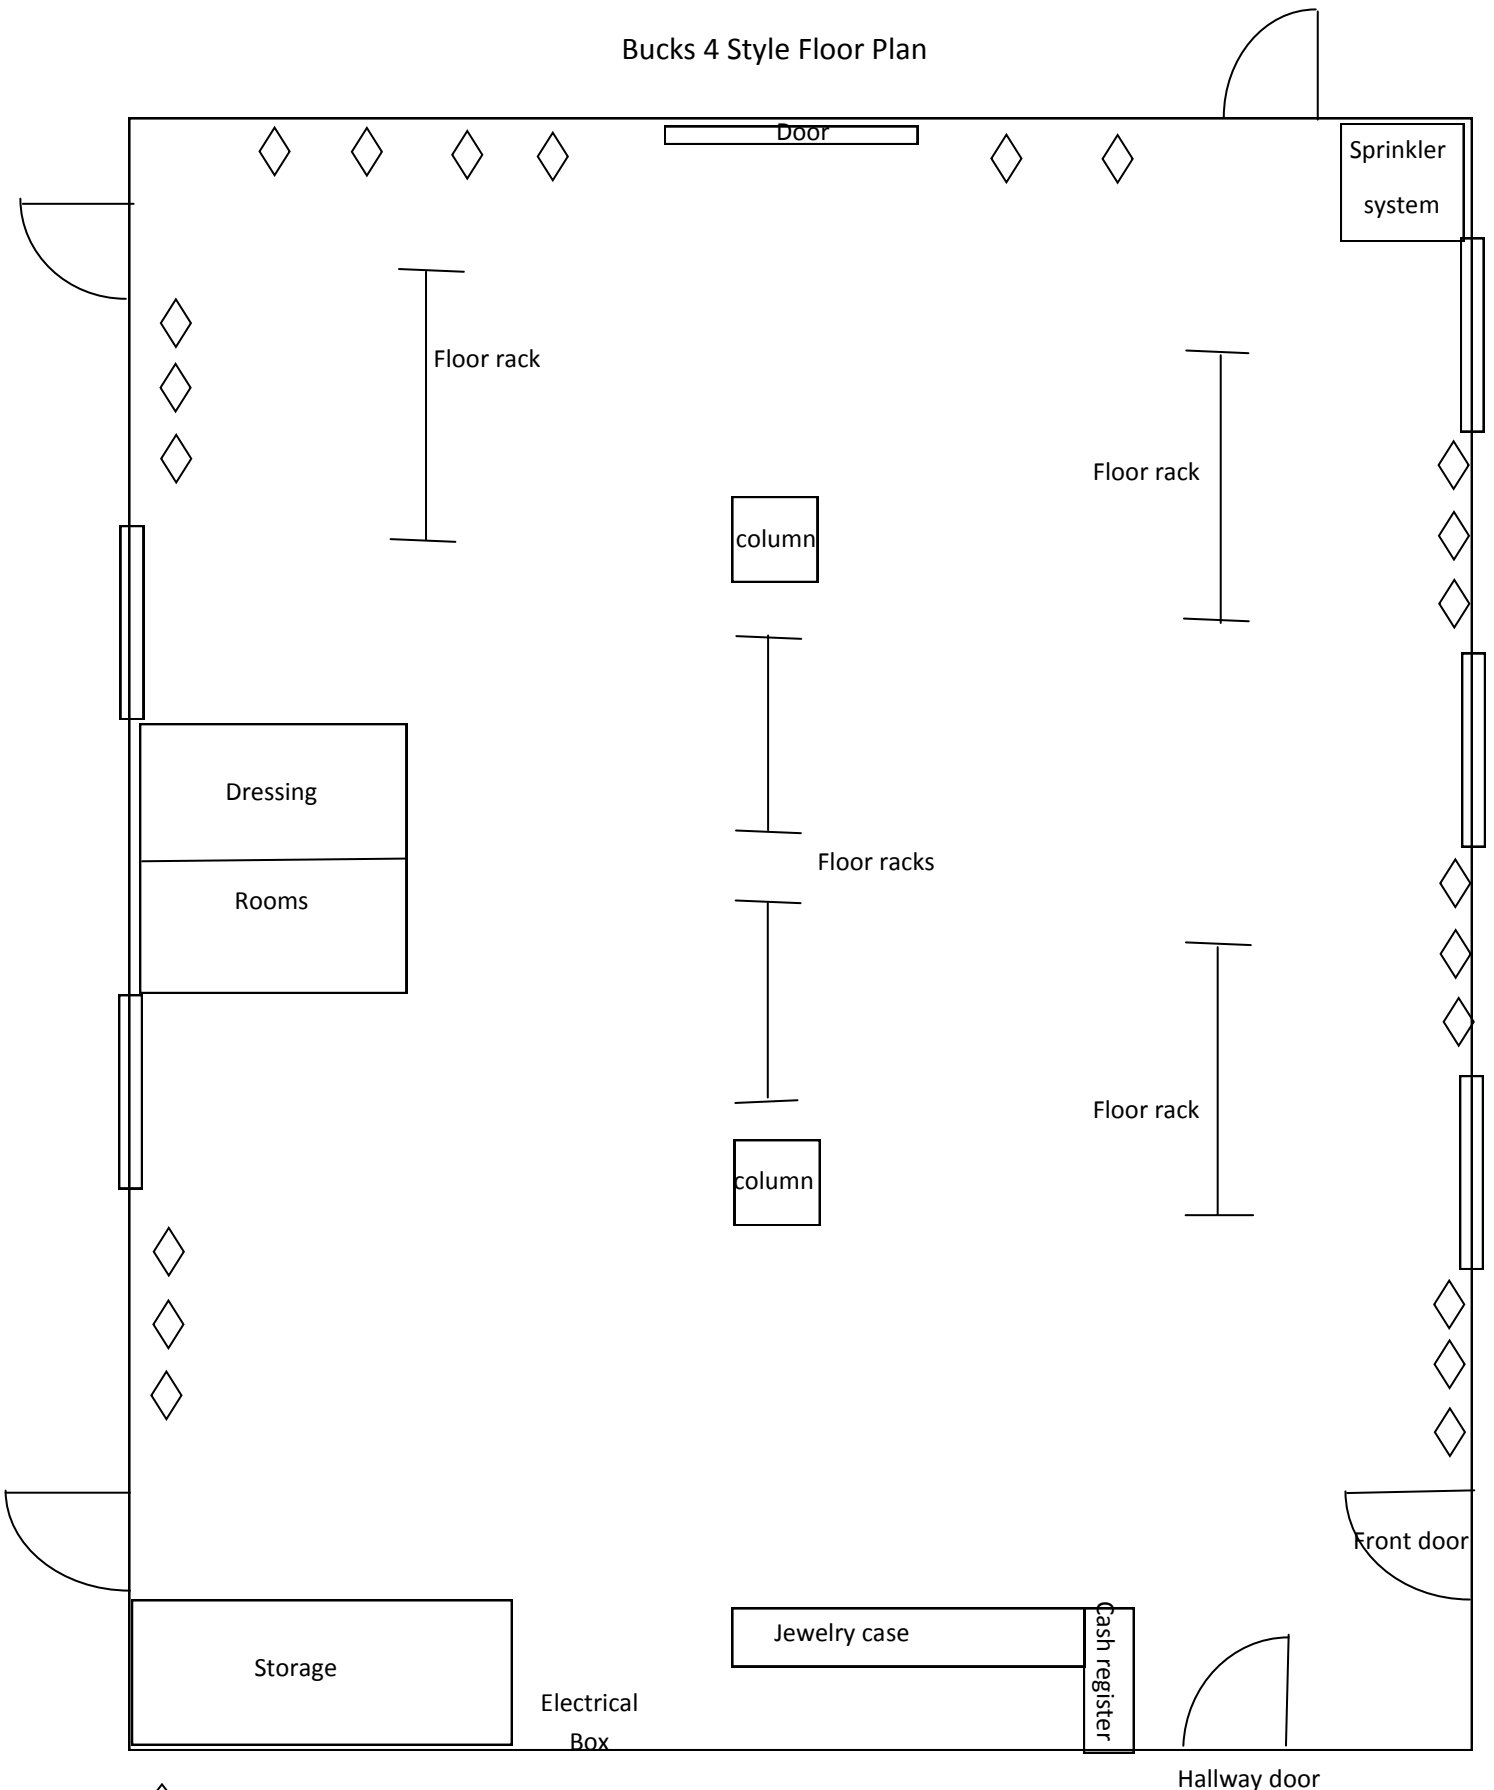 Bucks 4 Style Floor Plan
Door
Sprinkler
system
Floor rack
Floor rack
column
Dressing
Floor racks
Rooms
Floor rack
column
Front door
Jewelry case
Cash register
Storage
Electrical
Box
Hallway door